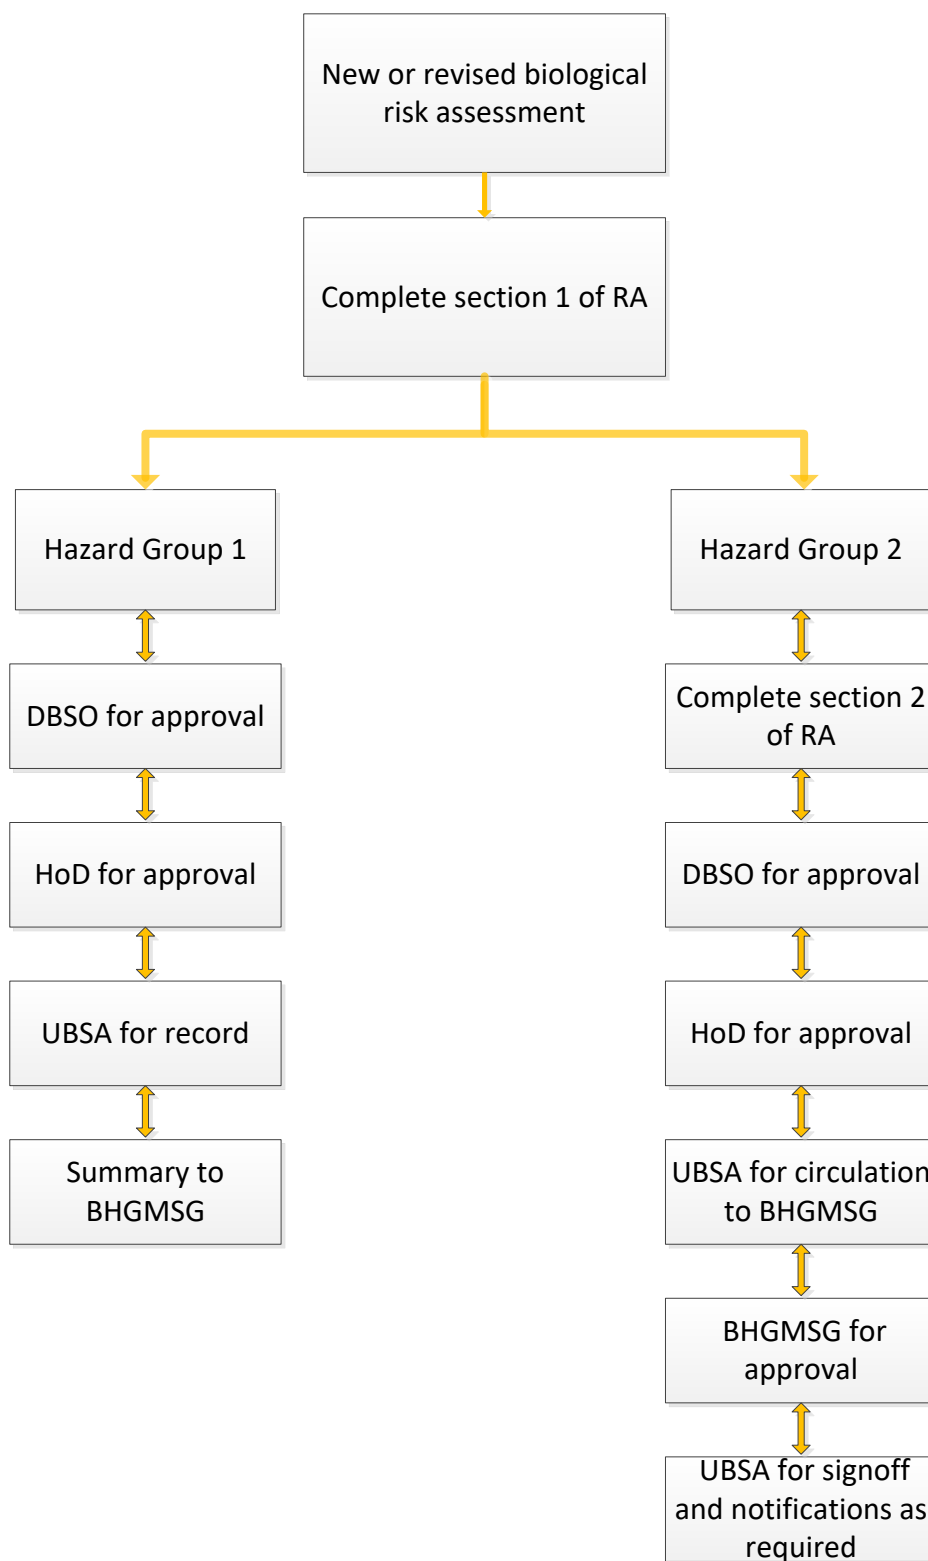 New or revised biological
risk assessment
Complete section 1 of RA
Hazard Group 1
DBSO for approval
HoD for approval
UBSA for record
Summary to
BHGMSG
Hazard Group 2
Complete section 2
of RA
DBSO for approval
HoD for approval
UBSA for circulation
to BHGMSG
BHGMSG for
approval
UBSA for signoff
and notifications as
required